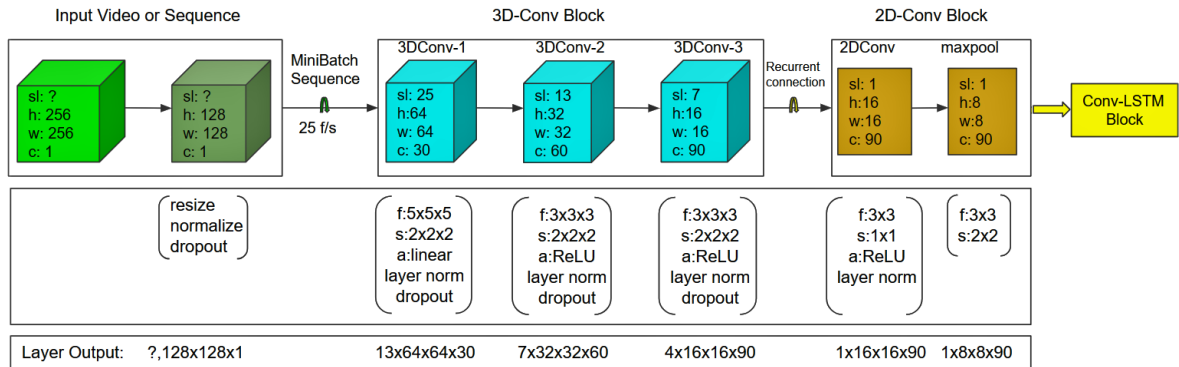 Input Video or Sequence
3D-Conv Block
2D-Conv Block
3DConv-1
3DConv-2
3DConv-3
2DConv
maxpool
MiniBatch
Sequence
25 f/s
Recurrent
connection
sl: ?
h: 256
w: 256
c: 1
sl: ?
h: 128
w: 128
c: 1
sl: 25
h:64
w: 64
c: 30
sl: 13
h:32
w: 32
c: 60
sl: 7
h:16
w: 16
c: 90
sl: 1
h:16
w:16
c: 90
sl: 1
h:8
w:8
c: 90
Conv-LSTM
Block
resize
normalize
dropout
f:5x5x5
s:2x2x2
a:linear
layer norm
dropout
f:3x3x3
s:2x2x2
a:ReLU
layer norm
dropout
f:3x3x3
s:2x2x2
a:ReLU
layer norm
dropout
f:3x3
s:1x1
a:ReLU
layer norm
f:3x3
s:2x2
Layer Output: ?,128x128x1 13x64x64x30 7x32x32x60 4x16x16x90 1x16x16x90 1x8x8x90